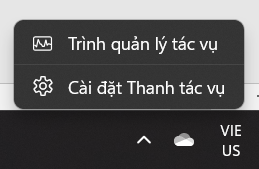 Trình quản lý tác vụ
Cài đặt Thanh tác vụ
VIE
US